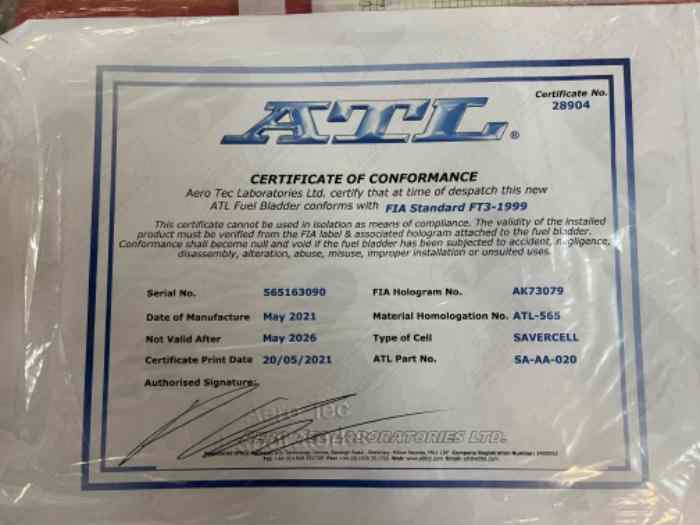 Certificate No.
28904
ATL®
CERTIFICATE OF CONFORMANCE
Aero Tec Laboratories Ltd. certify that at time of despatch this new
ATL Fuel Bladder conforms with FIA Standard FT3-1999
This certificate cannot be used in isolation as means of compliance. The validity of the installed
product must be verified from the FIA label & associated hologram attached to the fuel bladder.
Conformance shall become null and void if the fuel bladder has been subjected to accident, negligence,
disassembly, alteration, abuse, misuse, improper installation or unsuited uses.
Serial No. 565163090 FIA Hologram No. AK73079
Date of Manufacture May 2021 Material Homologation No. ATL-565
Not Valid After May 2026 Type of Cell SAVERCELL
Certificate Print Date 20/05/2021 ATL Part No. SA-AA-020
Authorised Signature:
Aero Tec
LABORATORIES LTD.
Company Registration Number: